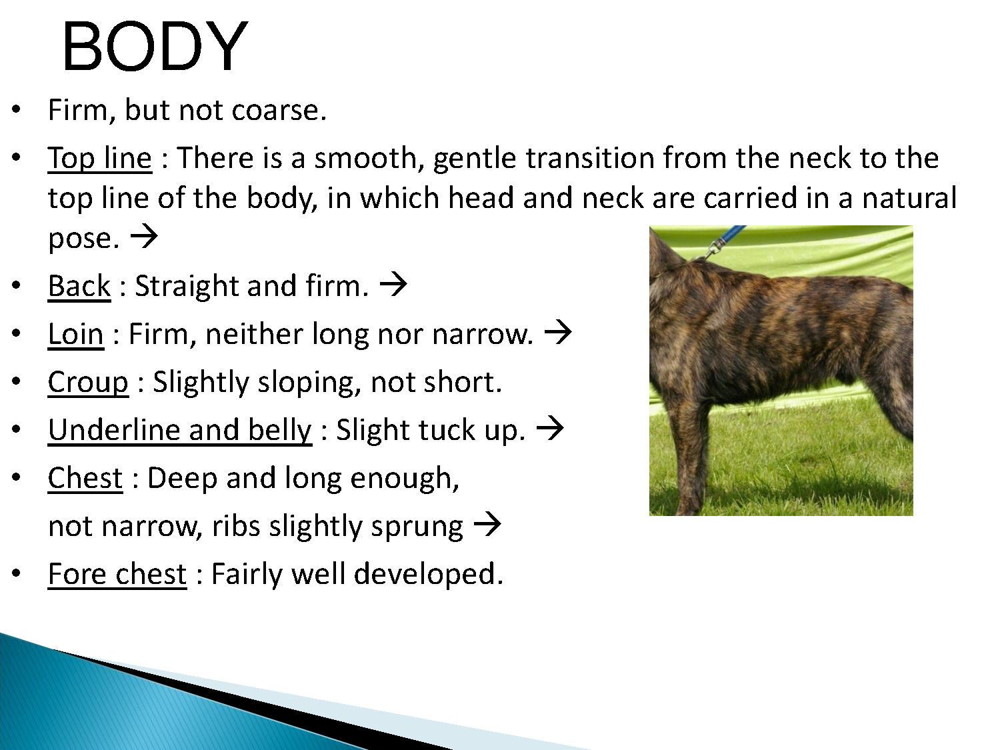 BODY
• Firm, but not coarse.
• Top line : There is a smooth, gentle transition from the neck to the
top line of the body, in which head and neck are carried in a natural
pose. →
• Back : Straight and firm. →
• Loin : Firm, neither long nor narrow. →
• Croup : Slightly sloping, not short.
• Underline and belly : Slight tuck up. →
• Chest : Deep and long enough,
not narrow, ribs slightly sprung →
• Fore chest : Fairly well developed.